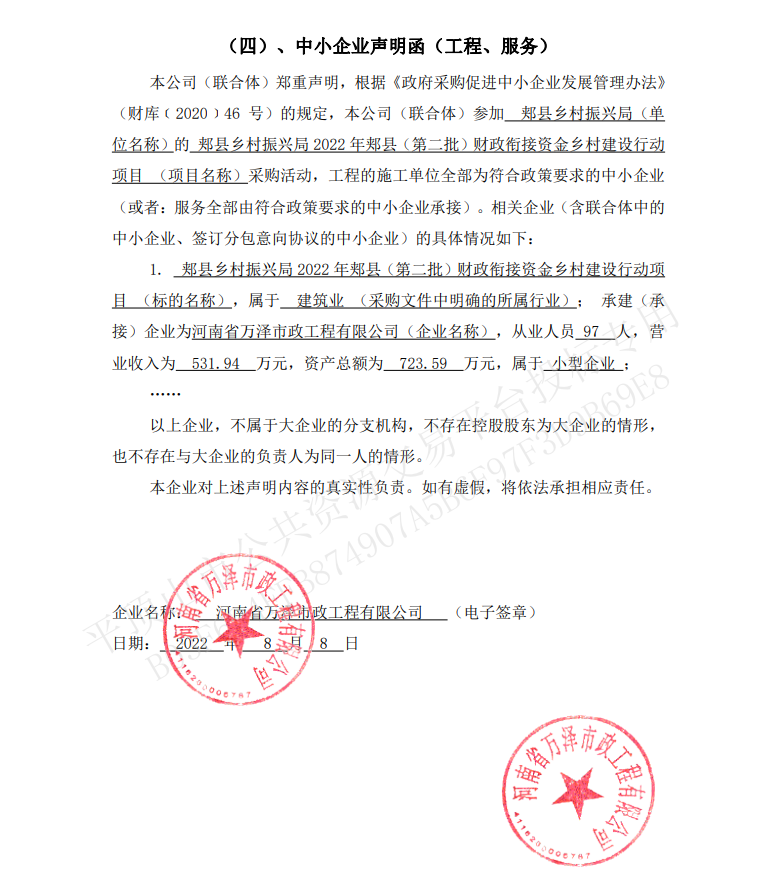 （四）、中小企业声明函（工程、服务）
本公司（联合体）郑重声明，根据《政府采购促进中小企业发展管理办法》
（财库﹝2020﹞46 号）的规定，本公司（联合体）参加 郏县乡村振兴局（单
位名称）的 郏县乡村振兴局 2022 年郏县（第二批）财政衔接资金乡村建设行动
项目 （项目名称）采购活动，工程的施工单位全部为符合政策要求的中小企业
（或者：服务全部由符合政策要求的中小企业承接）。相关企业（含联合体中的
中小企业、签订分包意向协议的中小企业）的具体情况如下：
1. 郏县乡村振兴局 2022 年郏县（第二批）财政衔接资金乡村建设行动项
目 （标的名称），属于 建筑业 （采购文件中明确的所属行业）； 承建（承
接）企业为河南省万泽市政工程有限公司（企业名称），从业人员 97 人，营
业收入为 531.94 万元，资产总额为 723.59 万元，属于 小型企业 ；
……
以上企业，不属于大企业的分支机构，不存在控股股东为大企业的情形，
也不存在与大企业的负责人为同一人的情形。
本企业对上述声明内容的真实性负责。如有虚假，将依法承担相应责任。
企业名称： 河南省万泽市政工程有限公司 （电子签章）
日期： 2022 年 8 月 8 日
河南省万泽市政工程有限公司
4116200006787
河南省万泽市政工程有限公司
4116200006787